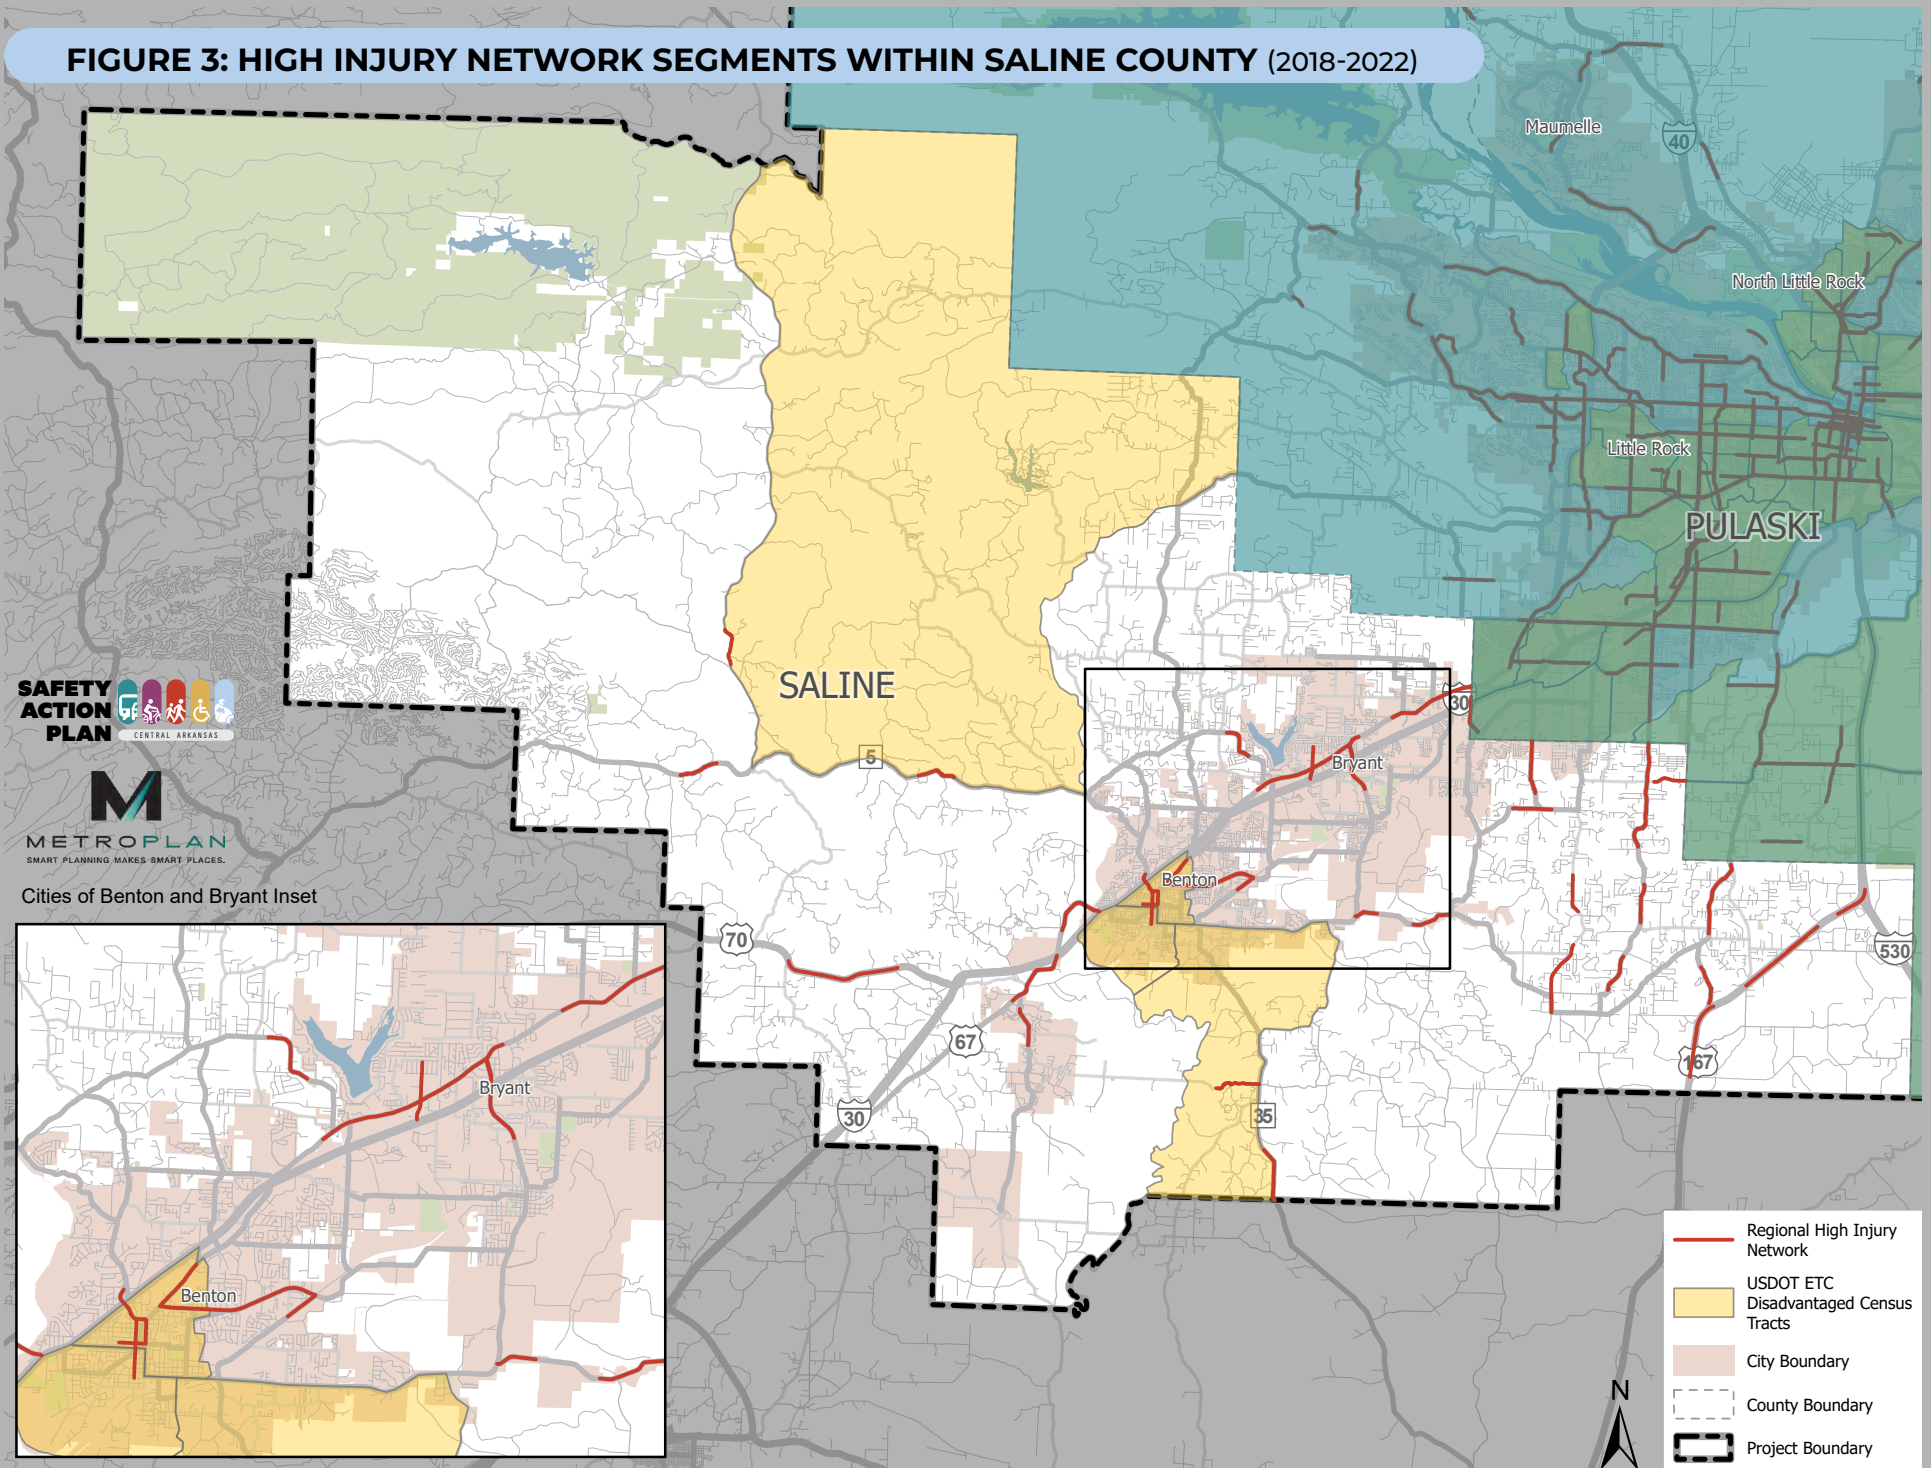 FIGURE 3: HIGH INJURY NETWORK SEGMENTS WITHIN SALINE COUNTY (2018-2022)
Maumelle
40
North Little Rock
Little Rock
PULASKI
SALINE
30
5
Bryant
Benton
70
67
30
35
530
167
SAFETY
ACTION
PLAN
CENTRAL ARKANSAS
METROPLAN
SMART PLANNING MAKES SMART PLACES.
Cities of Benton and Bryant Inset
Bryant
Benton
N
Regional High Injury
Network
USDOT ETC
Disadvantaged Census
Tracts
City Boundary
County Boundary
Project Boundary